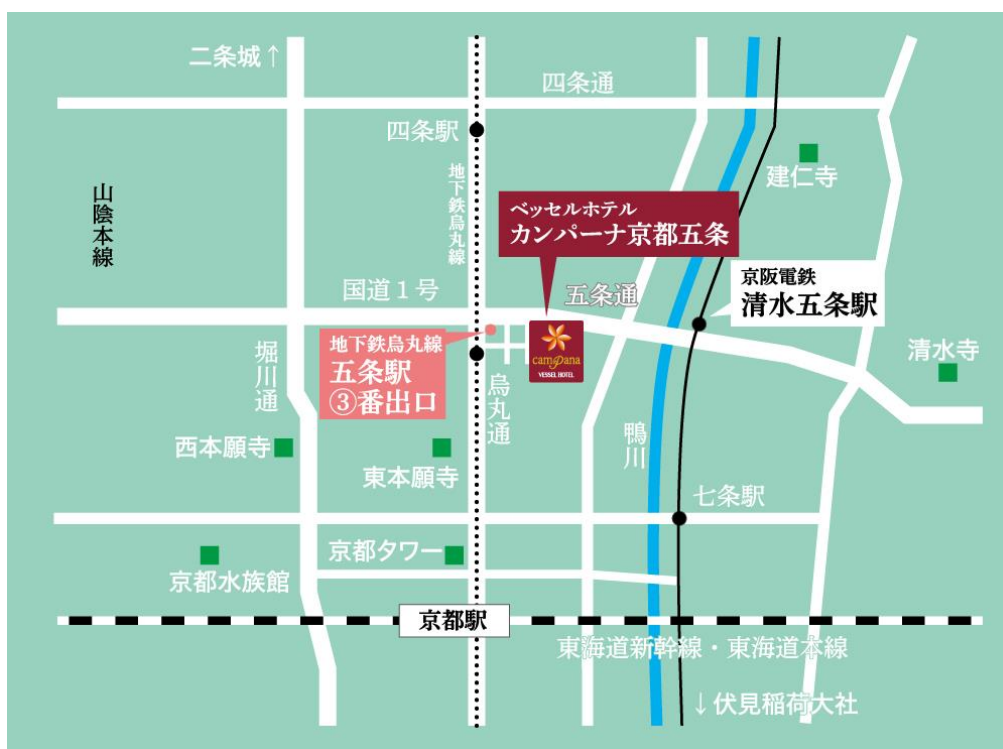 二条城↑
四条通
四条駅
地下鉄烏丸線
山陰本線
建仁寺
ベッセルホテル
カンパーナ京都五条
京阪電鉄
清水五条駅
国道1号
五条通
地下鉄烏丸線
五条駅
③番出口
camPana
VESSEL HOTEL
堀川通
烏丸通
清水寺
西本願寺
東本願寺
鴨川
七条駅
京都タワー
京都水族館
京都駅
東海道新幹線・東海道本線
↓伏見稲荷大社